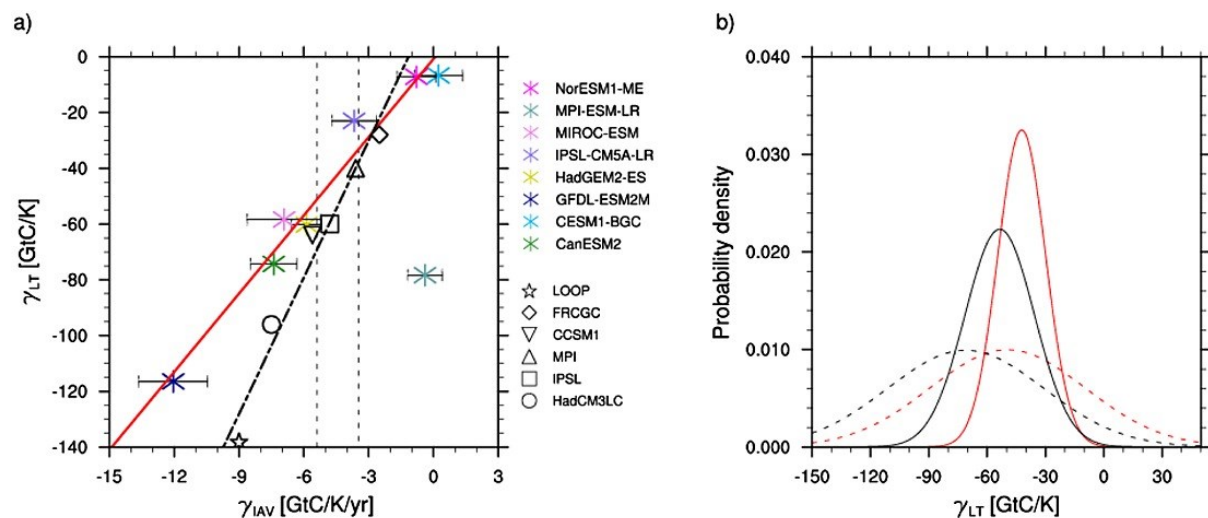 a)
b)
0
-20
-40
-60
-80
-100
-120
-140
γLT [GtC/K]
-15
-12
-9
-6
-3
0
γIAV [GtC/K/yr]
NorESM1-ME
MPI-ESM-LR
MIROC-ESM
IPSL-CM5A-LR
HadGEM2-ES
GFDL-ESM2M
CESM1-BGC
CanESM2
LOOP
FRCGC
CCSM1
MPI
IPSL
HadCM3LC
0.040
0.030
0.020
0.010
0.000
Probability density
-150
-120
-90
-60
-30
0
30
γLT [GtC/K]